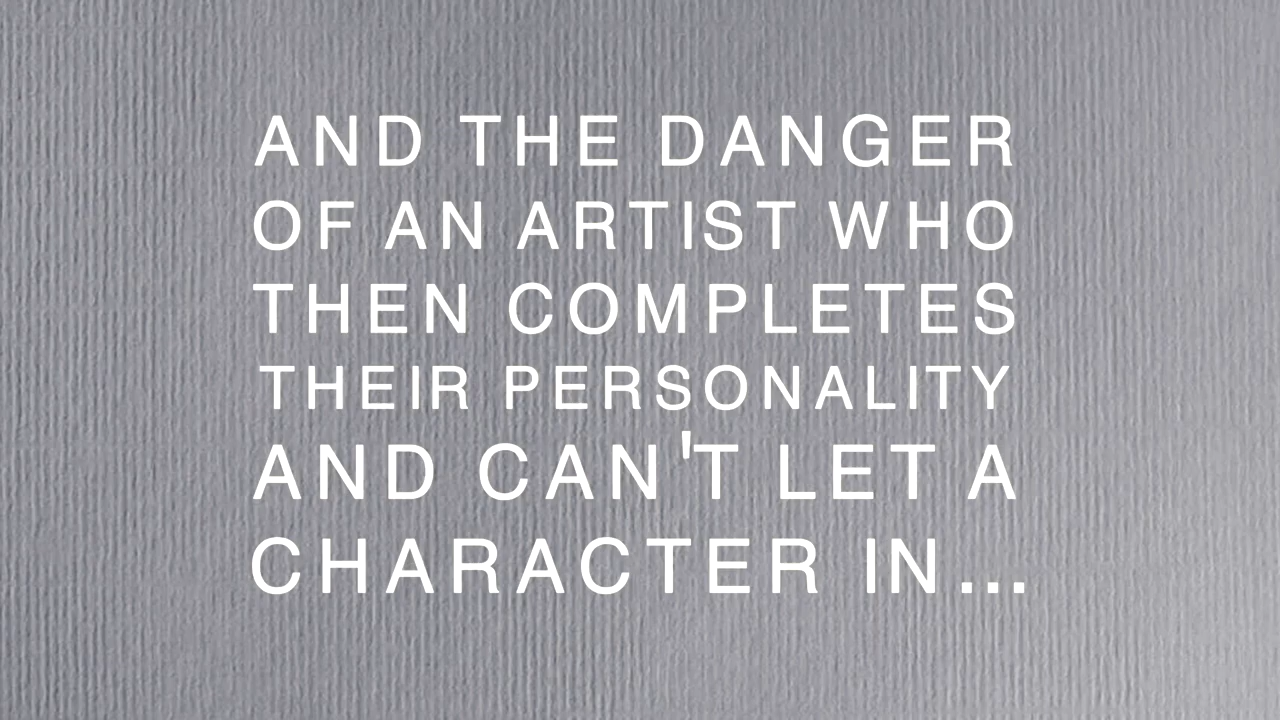 AND THE DANGER
OF AN ARTIST WHO
THEN COMPLETES
THEIR PERSONALITY
AND CAN'T LET A
CHARACTER IN...